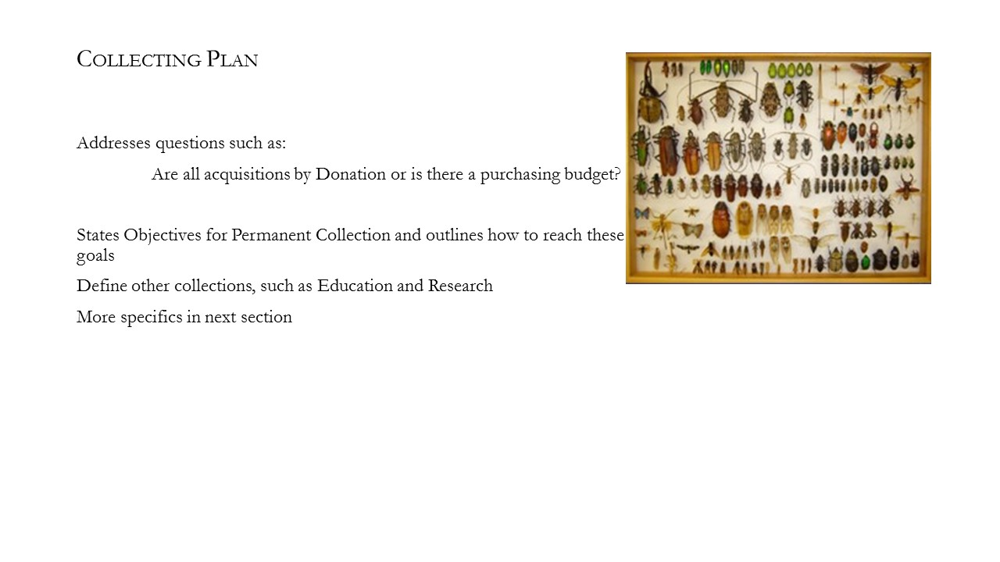 Collecting Plan
Addresses questions such as:
Are all acquisitions by Donation or is there a purchasing budget?
States Objectives for Permanent Collection and outlines how to reach these
goals
Define other collections, such as Education and Research
More specifics in next section